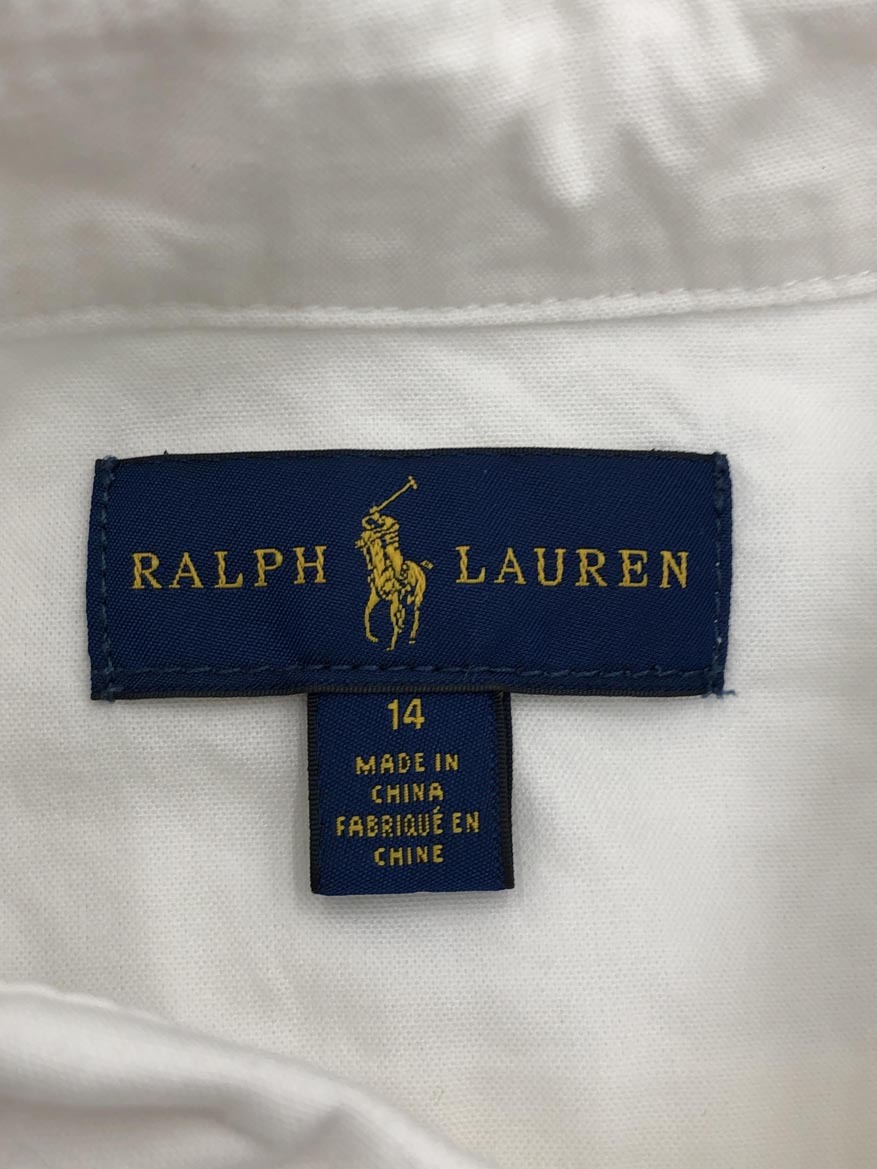 RALPH LAUREN
14
MADE IN
CHINA
FABRIQUÉ EN
CHINE